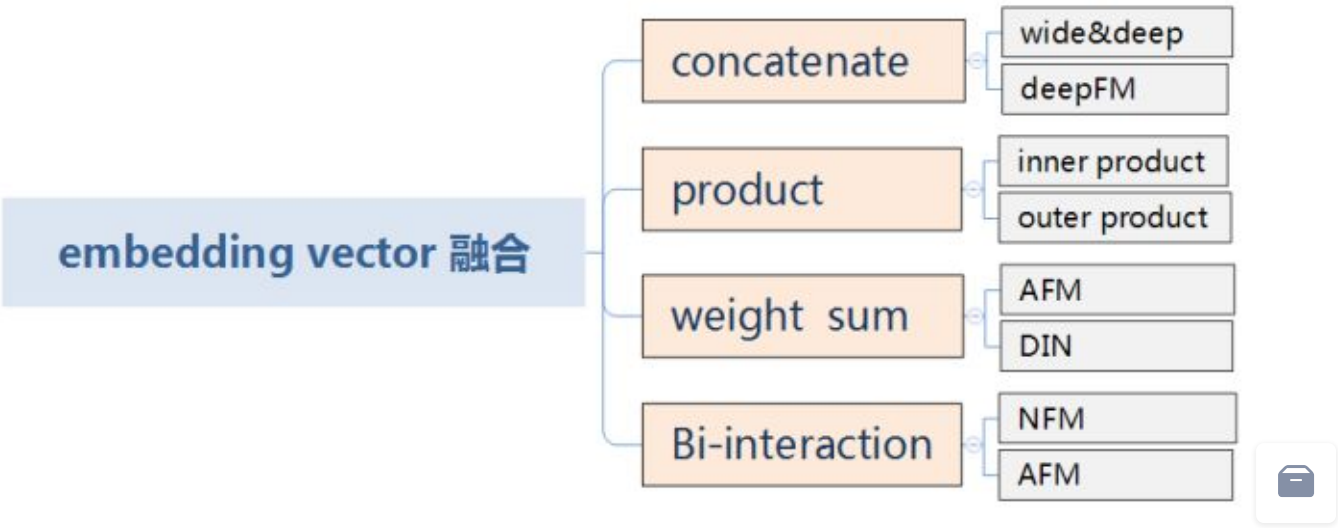 embedding vector 融合
concatenate
wide&deep
deepFM
product
inner product
outer product
weight sum
AFM
DIN
Bi-interaction
NFM
AFM